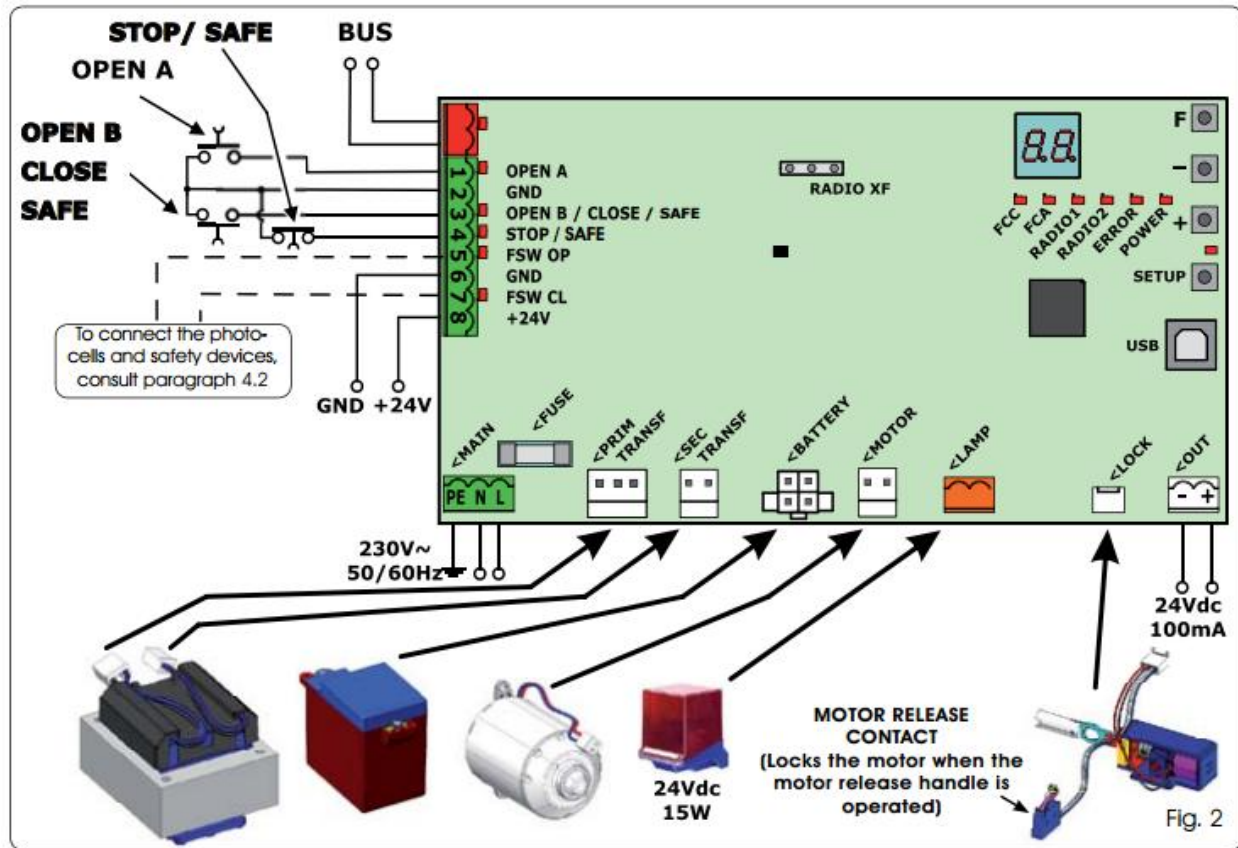 STOP/ SAFE
BUS
OPEN A
OPEN B
CLOSE
SAFE
1 OPEN A
2 GND
3 OPEN B / CLOSE / SAFE
4 STOP / SAFE
5 FSW OP
6 GND
7 FSW CL
8 +24V
RADIO XF
8.8.
F
-
+
SETUP
FCC
FCA
RADIO1
RADIO2
ERROR
POWER
USB
To connect the photo-
cells and safety devices,
consult paragraph 4.2
GND +24V
<MAIN
<FUSE
<PRIM
TRANSF
<SEC
TRANSF
<BATTERY
<MOTOR
<LAMP
<LOCK
<OUT
PE N L
- +
230V~
50/60Hz
24Vdc
100mA
24Vdc
15W
MOTOR RELEASE
CONTACT
(Locks the motor when the
motor release handle is
operated)
Fig. 2